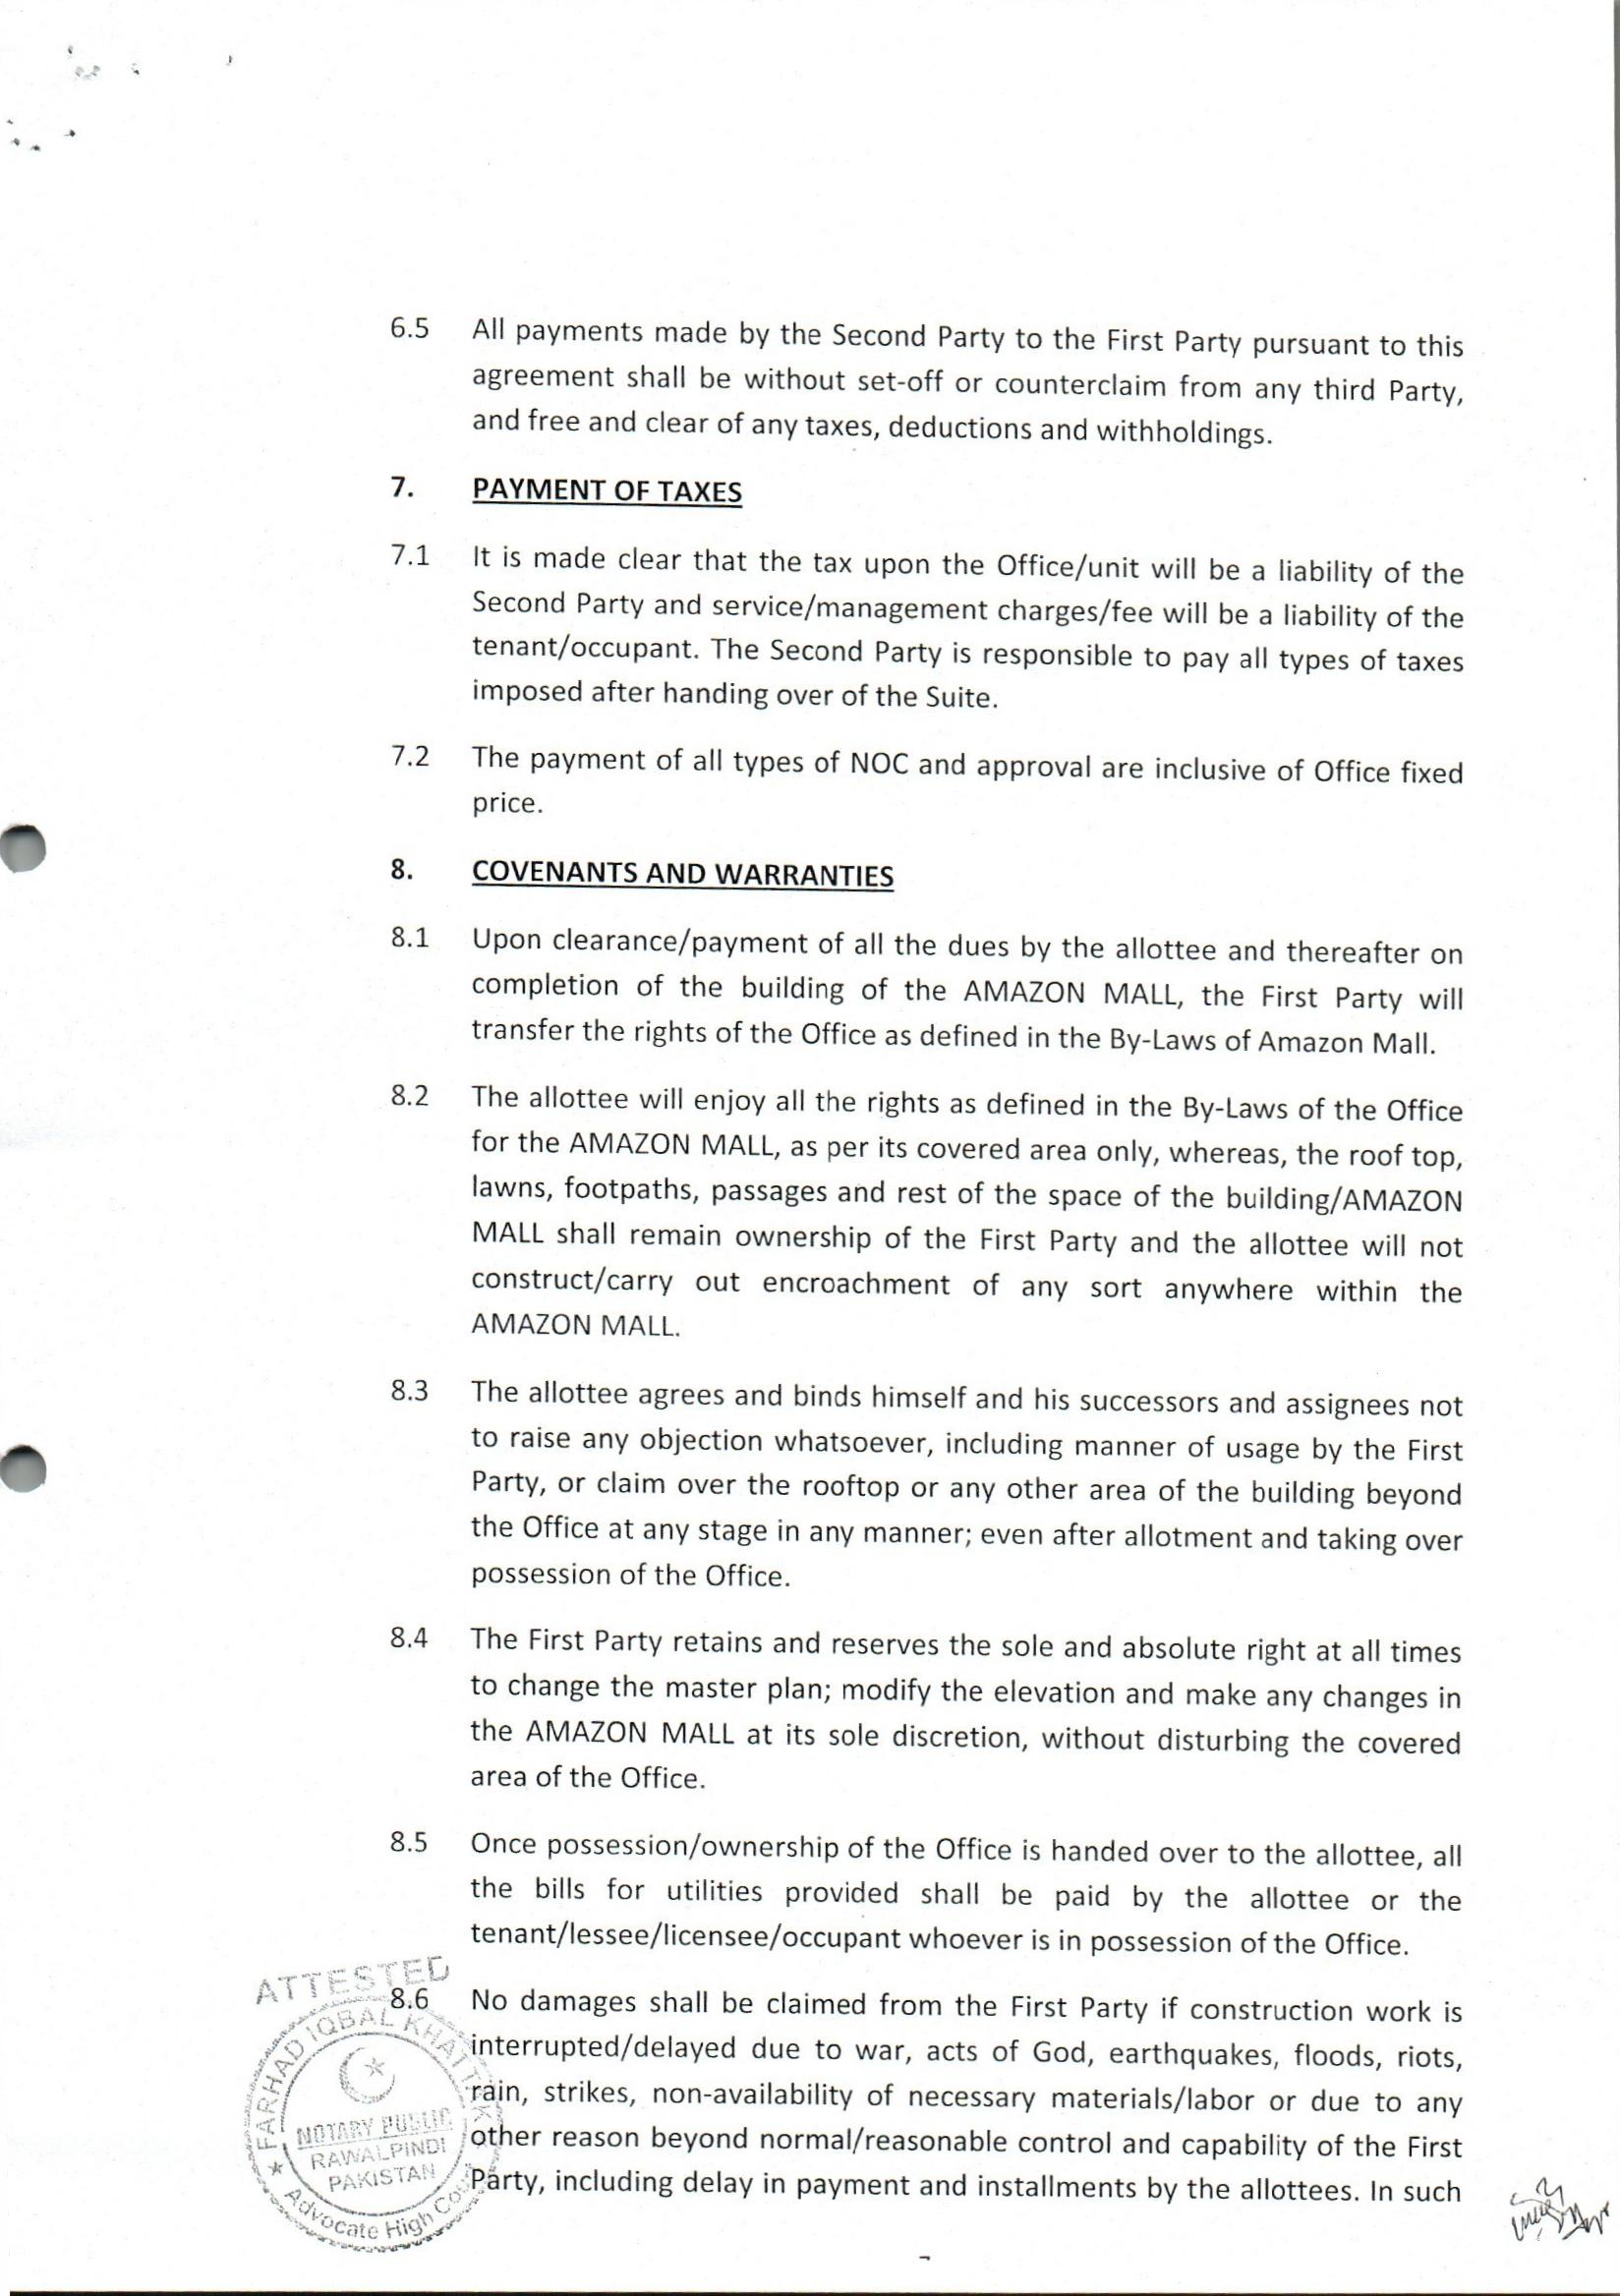 6.5 All payments made by the Second Party to the First Party pursuant to this
agreement shall be without set-off or counterclaim from any third Party,
and free and clear of any taxes, deductions and withholdings.
7. PAYMENT OF TAXES
7.1 It is made clear that the tax upon the Office/unit will be a liability of the
Second Party and service/management charges/fee will be a liability of the
tenant/occupant. The Second Party is responsible to pay all types of taxes
imposed after handing over of the Suite.
7.2 The payment of all types of NOC and approval are inclusive of Office fixed
price.
8. COVENANTS AND WARRANTIES
8.1 Upon clearance/payment of all the dues by the allottee and thereafter on
completion of the building of the AMAZON MALL, the First Party will
transfer the rights of the Office as defined in the By-Laws of Amazon Mall.
8.2 The allottee will enjoy all the rights as defined in the By-Laws of the Office
for the AMAZON MALL, as per its covered area only, whereas, the roof top,
lawns, footpaths, passages and rest of the space of the building/AMAZON
MALL shall remain ownership of the First Party and the allottee will not
construct/carry out encroachment of any sort anywhere within the
AMAZON MALL.
8.3 The allottee agrees and binds himself and his successors and assignees not
to raise any objection whatsoever, including manner of usage by the First
Party, or claim over the rooftop or any other area of the building beyond
the Office at any stage in any manner; even after allotment and taking over
possession of the Office.
8.4 The First Party retains and reserves the sole and absolute right at all times
to change the master plan; modify the elevation and make any changes in
the AMAZON MALL at its sole discretion, without disturbing the covered
area of the Office.
8.5 Once possession/ownership of the Office is handed over to the allottee, all
the bills for utilities provided shall be paid by the allottee or the
tenant/lessee/licensee/occupant whoever is in possession of the Office.
8.6 No damages shall be claimed from the First Party if construction work is
interrupted/delayed due to war, acts of God, earthquakes, floods, riots,
rain, strikes, non-availability of necessary materials/labor or due to any
other reason beyond normal/reasonable control and capability of the First
Party, including delay in payment and installments by the allottees. In such
ATTESTED
FARHAD IQBAL KHATTAK
NOTARY PUBLIC
RAWALPINDI
PAKISTAN
Advocate High